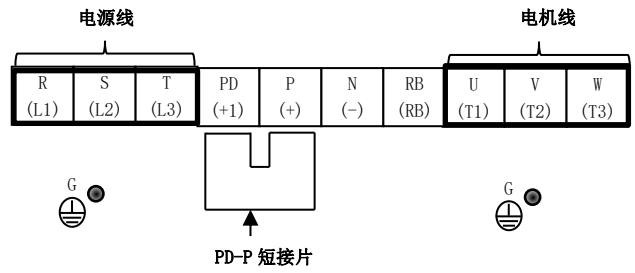 电源线 电机线
R S T PD P N RB U V W
(L1) (L2) (L3) (+1) (+) (-) (RB) (T1) (T2) (T3)
G G
PD-P 短接片